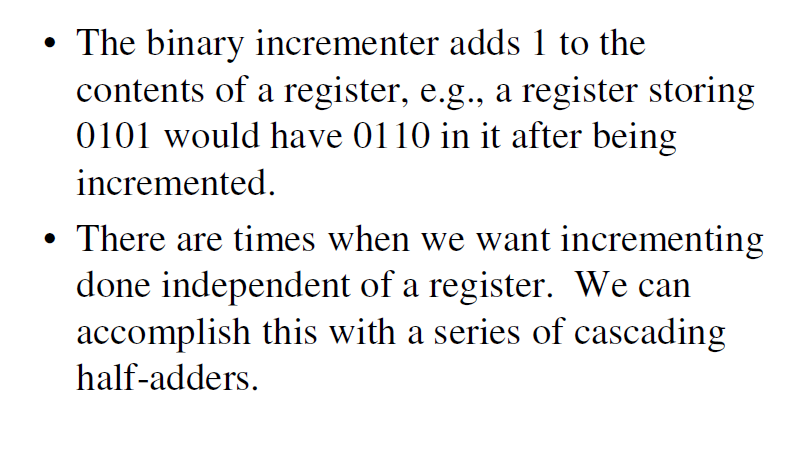 • The binary incrementer adds 1 to the
contents of a register, e.g., a register storing
0101 would have 0110 in it after being
incremented.
• There are times when we want incrementing
done independent of a register.  We can
accomplish this with a series of cascading
half-adders.